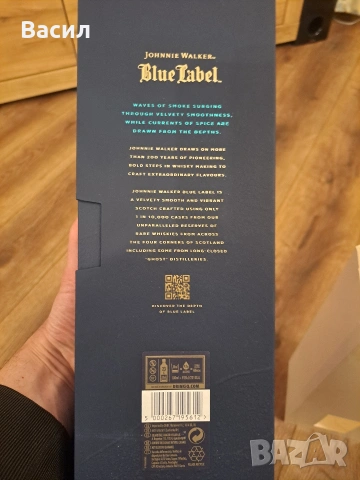 Васил
JOHNNIE WALKER
Blue Label
WAVES OF SMOKE SURGING
THROUGH VELVETY SMOOTHNESS,
WHILE CURRENTS OF SPICE ARE
DRAWN FROM THE DEPTHS.
JOHNNIE WALKER DRAWS ON MORE
THAN 200 YEARS OF PIONEERING,
BOLD STEPS IN WHISKY MAKING TO
CRAFT EXTRAORDINARY FLAVOURS.
JOHNNIE WALKER BLUE LABEL IS
A VELVETY SMOOTH AND VIBRANT
SCOTCH CRAFTED USING ONLY
1 IN 10,000 CASKS FROM OUR
UNPARALLELED RESERVES OF
RARE WHISKIES FROM ACROSS
THE FOUR CORNERS OF SCOTLAND
INCLUDING SOME FROM LONG-CLOSED
"GHOST" DISTILLERIES.
DISCOVER THE DEPTH
OF BLUE LABEL
5 000267 195612
BAZAR
bg